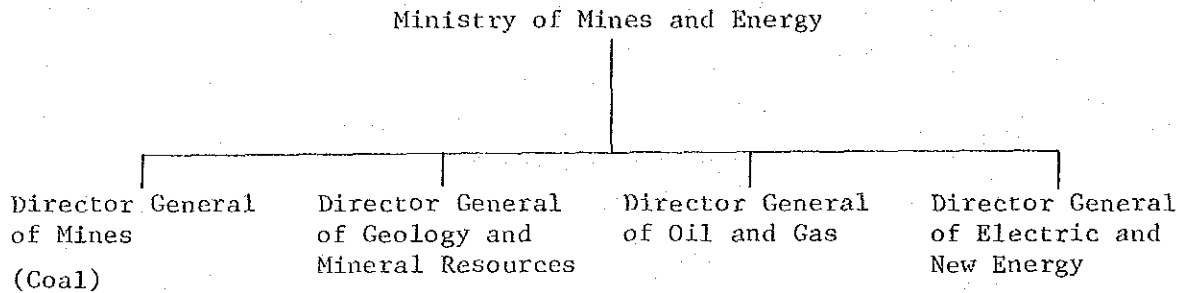 Ministry of Mines and Energy
Director General
of Mines
(Coal)
Director General
of Geology and
Mineral Resources
Director General
of Oil and Gas
Director General
of Electric and
New Energy